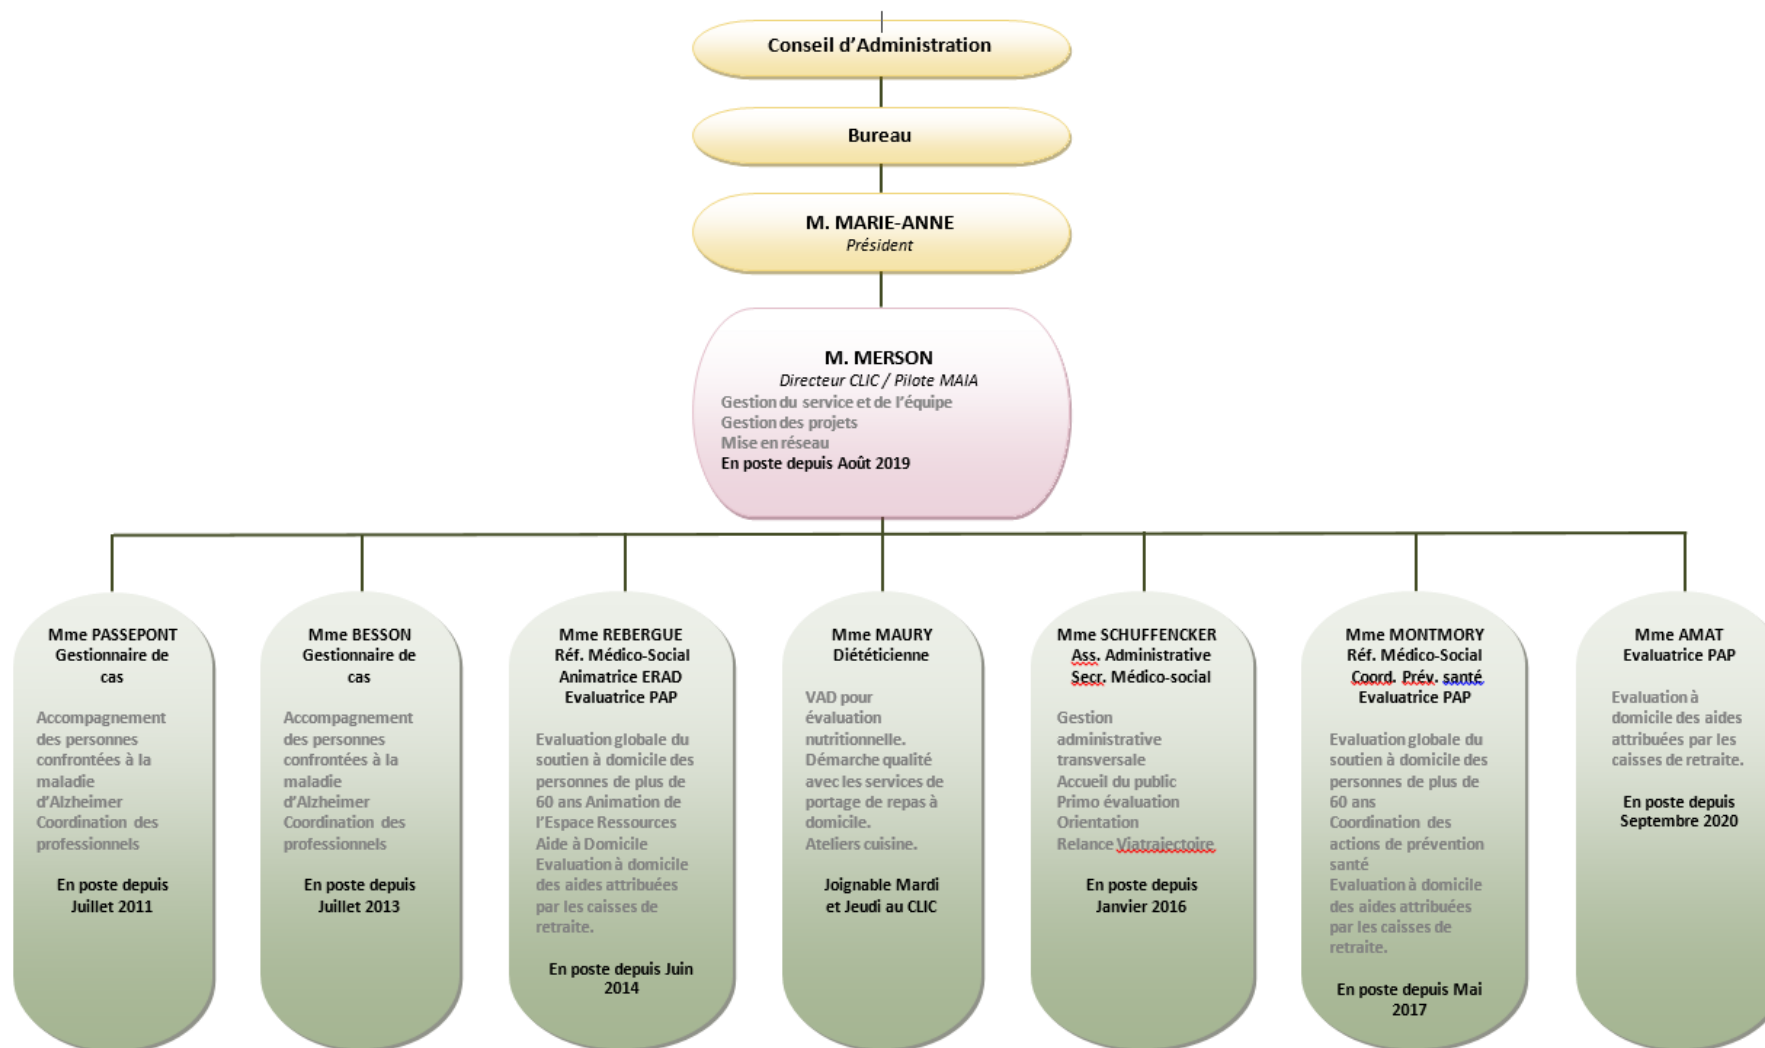 Conseil d’Administration
Bureau
M. MARIE-ANNE
Président
M. MERSON
Directeur CLIC / Pilote MAIA
Gestion du service et de l’équipe
Gestion des projets
Mise en réseau
En poste depuis Août 2019
Mme PASSEPONT
Gestionnaire de
cas
Accompagnement
des personnes
confrontées à la
maladie
d’Alzheimer
Coordination des
professionnels
En poste depuis
Juillet 2011
Mme BESSON
Gestionnaire de
cas
Accompagnement
des personnes
confrontées à la
maladie
d’Alzheimer
Coordination des
professionnels
En poste depuis
Juillet 2013
Mme REBERGUE
Réf. Médico-Social
Animatrice ERAD
Evaluatrice PAP
Evaluation globale du
soutien à domicile des
personnes de plus de
60 ans Animation de
l’Espace Ressources
Aide à Domicile
Evaluation à domicile
des aides attribuées
par les caisses de
retraite.
En poste depuis Juin
2014
Mme MAURY
Diététicienne
VAD pour
évaluation
nutritionnelle.
Démarche qualité
avec les services de
portage de repas à
domicile.
Ateliers cuisine.
Joignable Mardi
et Jeudi au CLIC
Mme SCHUFFENCKER
Ass. Administrative
Secr. Médico-social
Gestion
administrative
transversale
Accueil du public
Primo évaluation
Orientation
Relance Viatrajectoire
En poste depuis
Janvier 2016
Mme MONTMORY
Réf. Médico-Social
Coord. Prév. santé
Evaluatrice PAP
Evaluation globale du
soutien à domicile des
personnes de plus de
60 ans
Coordination des
actions de prévention
santé
Evaluation à domicile
des aides attribuées
par les caisses de
retraite.
En poste depuis Mai
2017
Mme AMAT
Evaluatrice PAP
Evaluation à
domicile des aides
attribuées par les
caisses de retraite.
En poste depuis
Septembre 2020